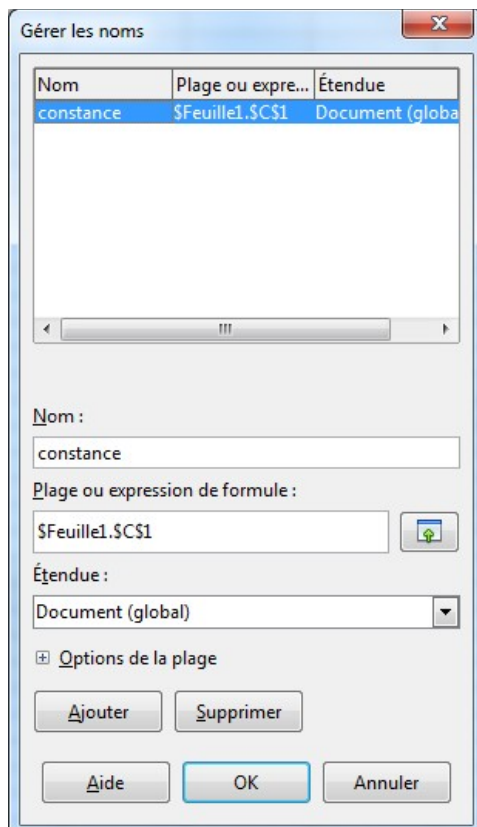 Gérer les noms
Nom Plage ou expre... Étendue
constance $Feuille1.$C$1 Document (globa
Nom :
constance
Plage ou expression de formule :
$Feuille1.$C$1
Étendue :
Document (global)
Options de la plage
Ajouter Supprimer
Aide OK Annuler